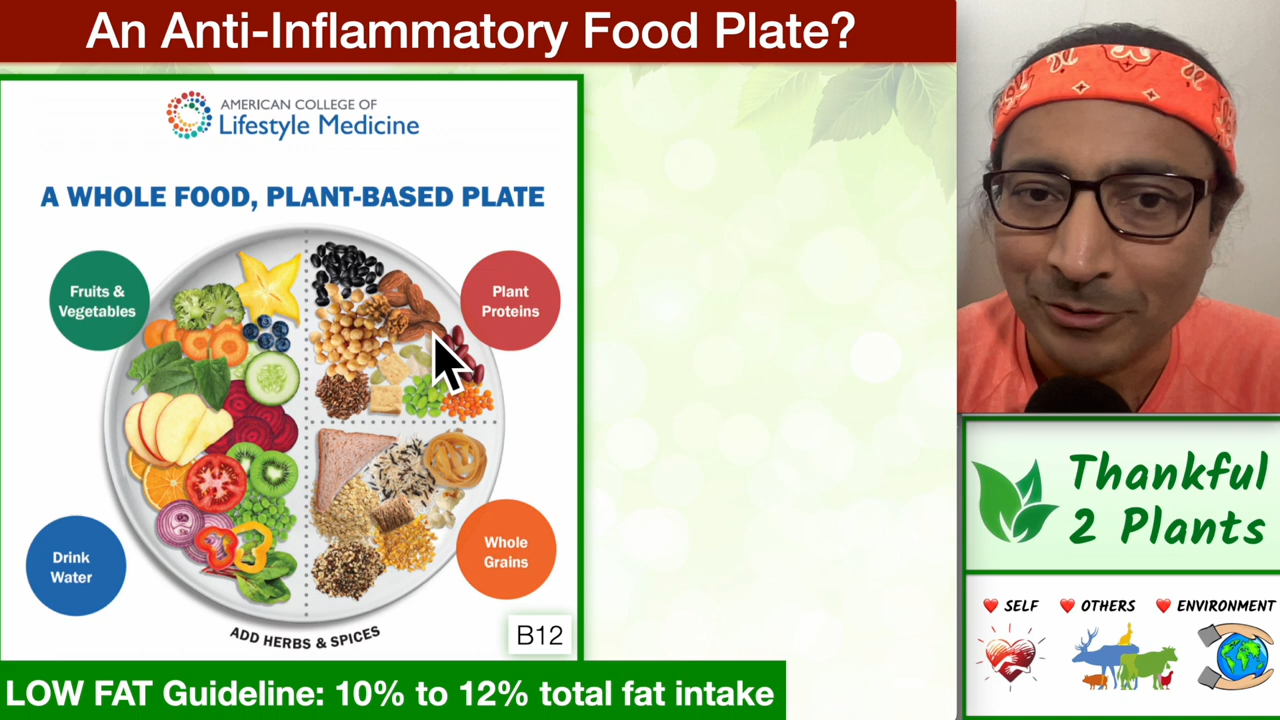 An Anti-Inflammatory Food Plate?
AMERICAN COLLEGE OF
Lifestyle Medicine
A WHOLE FOOD, PLANT-BASED PLATE
Fruits &
Vegetables
Plant
Proteins
Drink
Water
Whole
Grains
ADD HERBS & SPICES
B12
LOW FAT Guideline: 10% to 12% total fat intake
Thankful
2 Plants
SELF
OTHERS
ENVIRONMENT